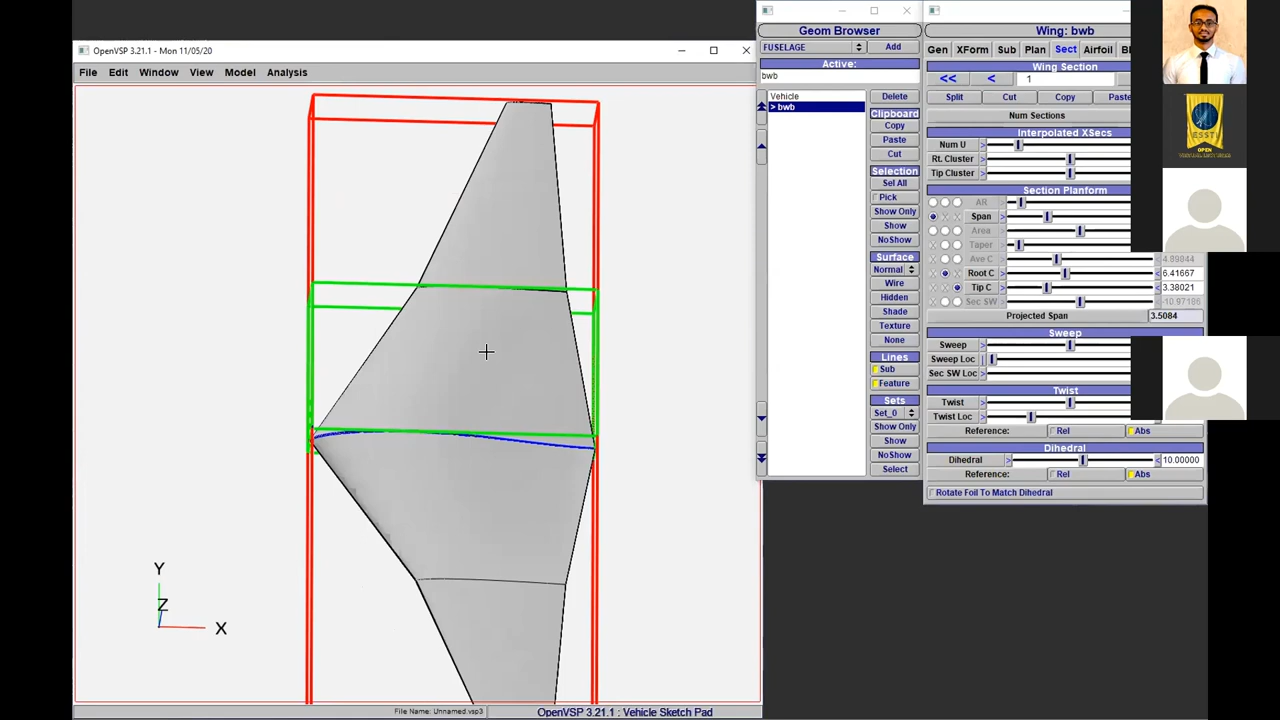 OpenVSP 3.21.1 - Mon 11/05/20
File Edit Window View Model Analysis
Y
Z
X
File Name: Unnamed.vsp3
OpenVSP 3.21.1 : Vehicle Sketch Pad
Geom Browser
FUSELAGE
Add
Active:
bwb
Vehicle
> bwb
Delete
Clipboard
Copy
Paste
Cut
Selection
Sel All
Pick
Show Only
Show
NoShow
Surface
Normal
Wire
Hidden
Shade
Texture
None
Lines
Sub
Feature
Sets
Set_0
Show Only
Show
NoShow
Select
Wing: bwb
Gen XForm Sub Plan Sect Airfoil
Wing Section
<< < 1
Split Cut Copy Paste
Num Sections
Interpolated XSecs
Num U >
Rt. Cluster >
Tip Cluster >
Section Planform
AR
Span >
Area
Taper
Ave C < 4.89844
Root C > < 6.41667
Tip C > < 3.38021
Sec SW < -10.97186
Projected Span 3.5084
Sweep
Sweep >
Sweep Loc
Sec SW Loc >
Twist
Twist >
Twist Loc >
Reference: Rel Abs
Dihedral
Dihedral > < 10.00000
Reference: Rel Abs
Rotate Foil To Match Dihedral
ESSTI
OPEN